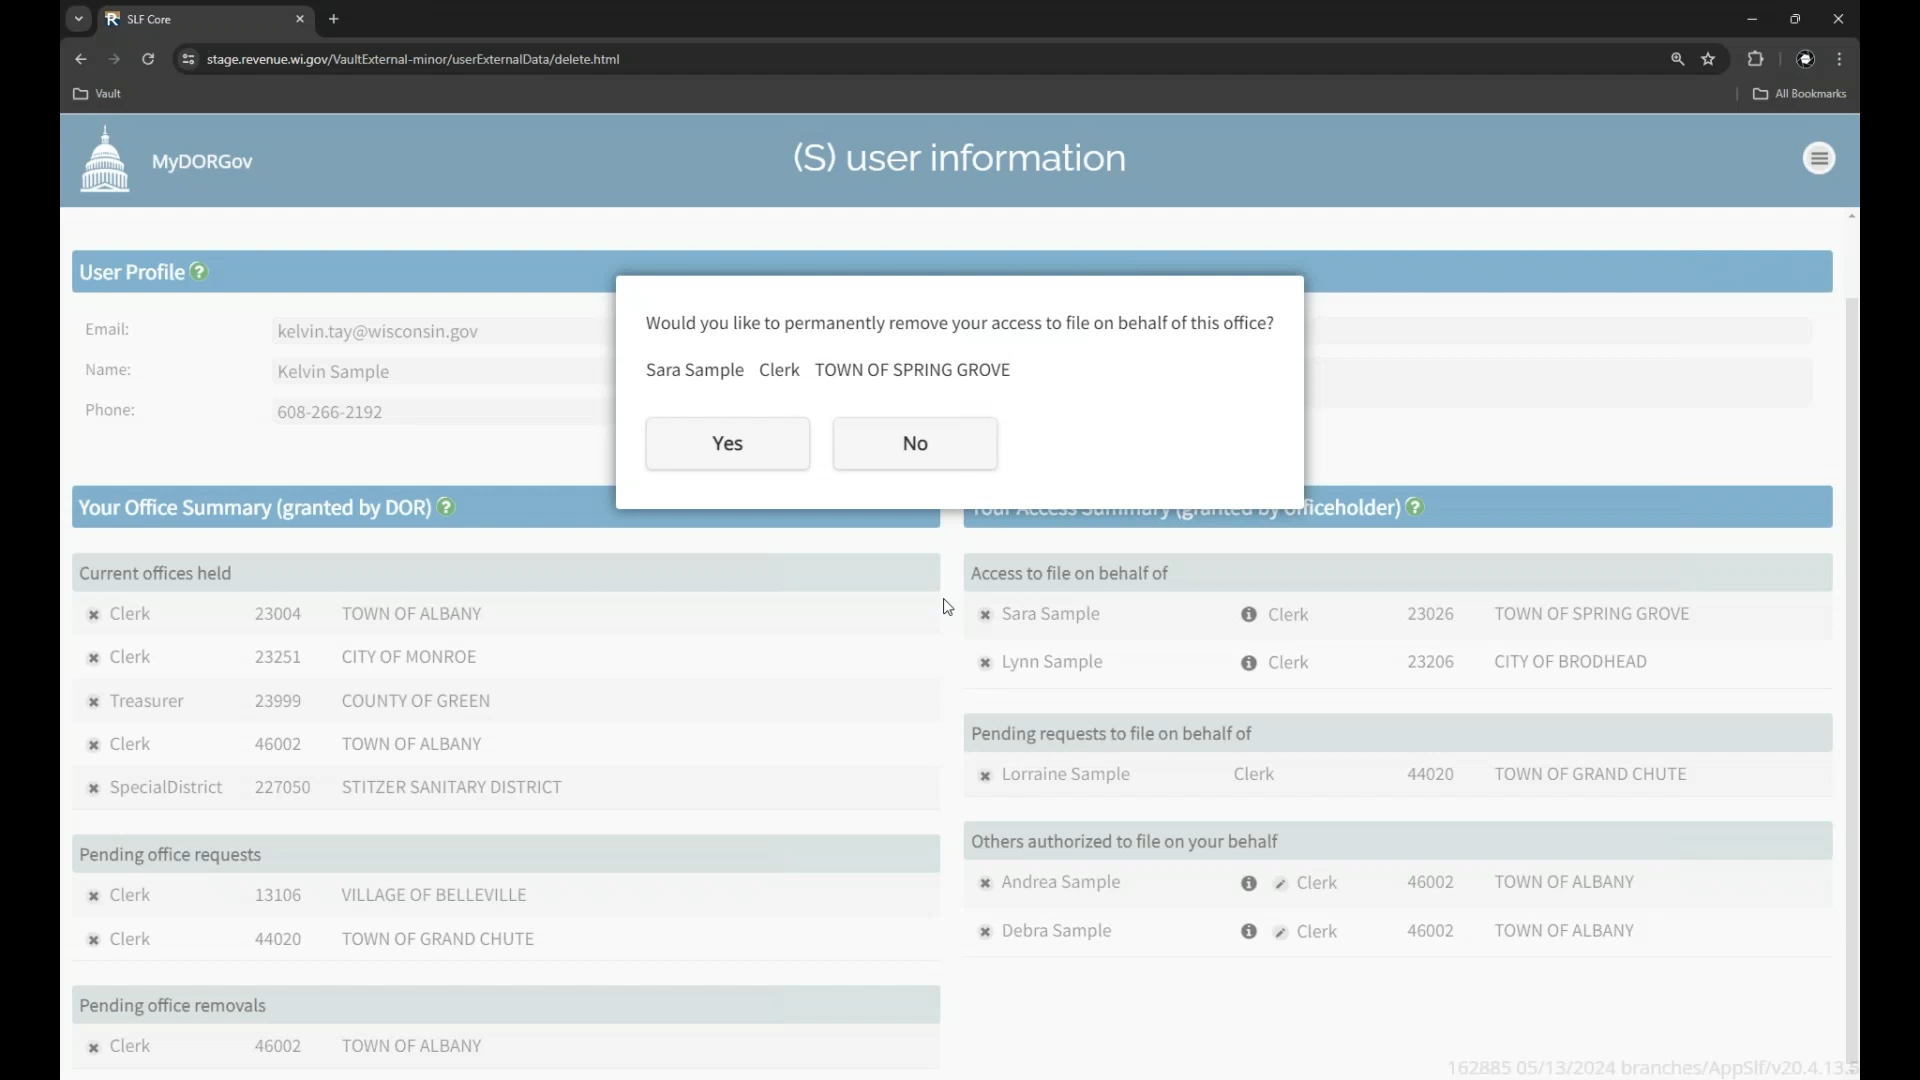 SLF Core
stage.revenue.wi.gov/VaultExternal-minor/userExternalData/delete.html
Vault
All Bookmarks
MyDORGov
(S) user information
User Profile ?
Would you like to permanently remove your access to file on behalf of this office?
Sara Sample Clerk TOWN OF SPRING GROVE
Yes No
Email: kelvin.tay@wisconsin.gov
Name: Kelvin Sample
Phone: 608-266-2192
Your Office Summary (granted by DOR) ?
Current offices held
Clerk 23004 TOWN OF ALBANY
Clerk 23251 CITY OF MONROE
Treasurer 23999 COUNTY OF GREEN
Clerk 46002 TOWN OF ALBANY
SpecialDistrict 227050 STITZER SANITARY DISTRICT
Pending office requests
Clerk 13106 VILLAGE OF BELLEVILLE
Clerk 44020 TOWN OF GRAND CHUTE
Pending office removals
Clerk 46002 TOWN OF ALBANY
Your Access Summary (granted by officeholder) ?
Access to file on behalf of
Sara Sample Clerk 23026 TOWN OF SPRING GROVE
Lynn Sample Clerk 23206 CITY OF BRODHEAD
Pending requests to file on behalf of
Lorraine Sample Clerk 44020 TOWN OF GRAND CHUTE
Others authorized to file on your behalf
Andrea Sample Clerk 46002 TOWN OF ALBANY
Debra Sample Clerk 46002 TOWN OF ALBANY
162885 05/13/2024 branches/AppSlf/v20.4.13.5